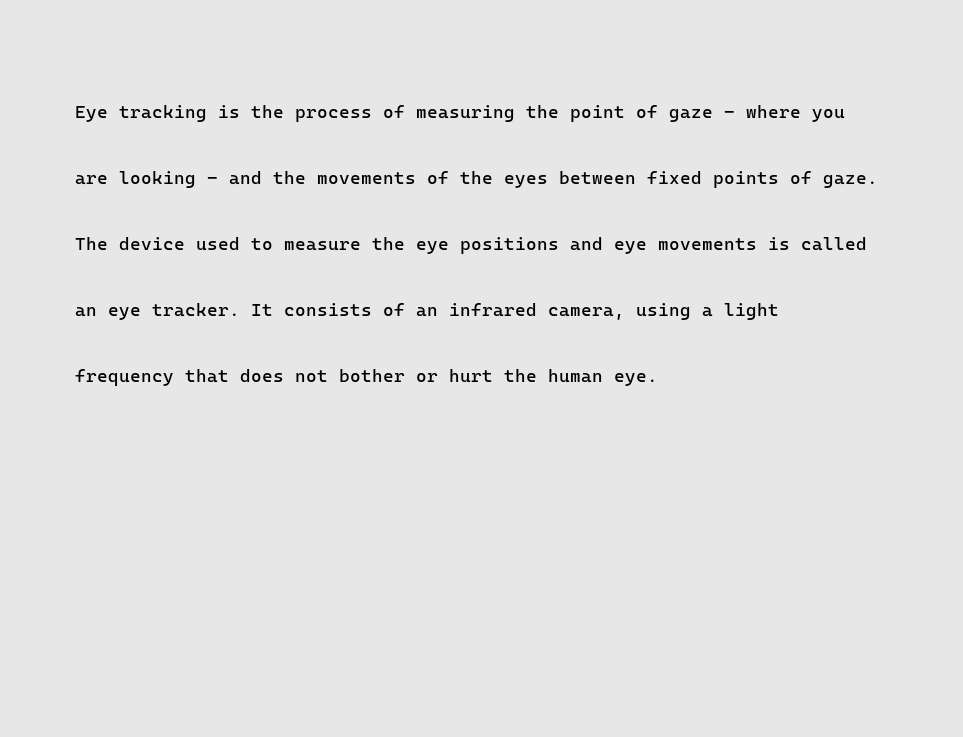 Eye tracking is the process of measuring the point of gaze – where you
are looking – and the movements of the eyes between fixed points of gaze.
The device used to measure the eye positions and eye movements is called
an eye tracker. It consists of an infrared camera, using a light
frequency that does not bother or hurt the human eye.